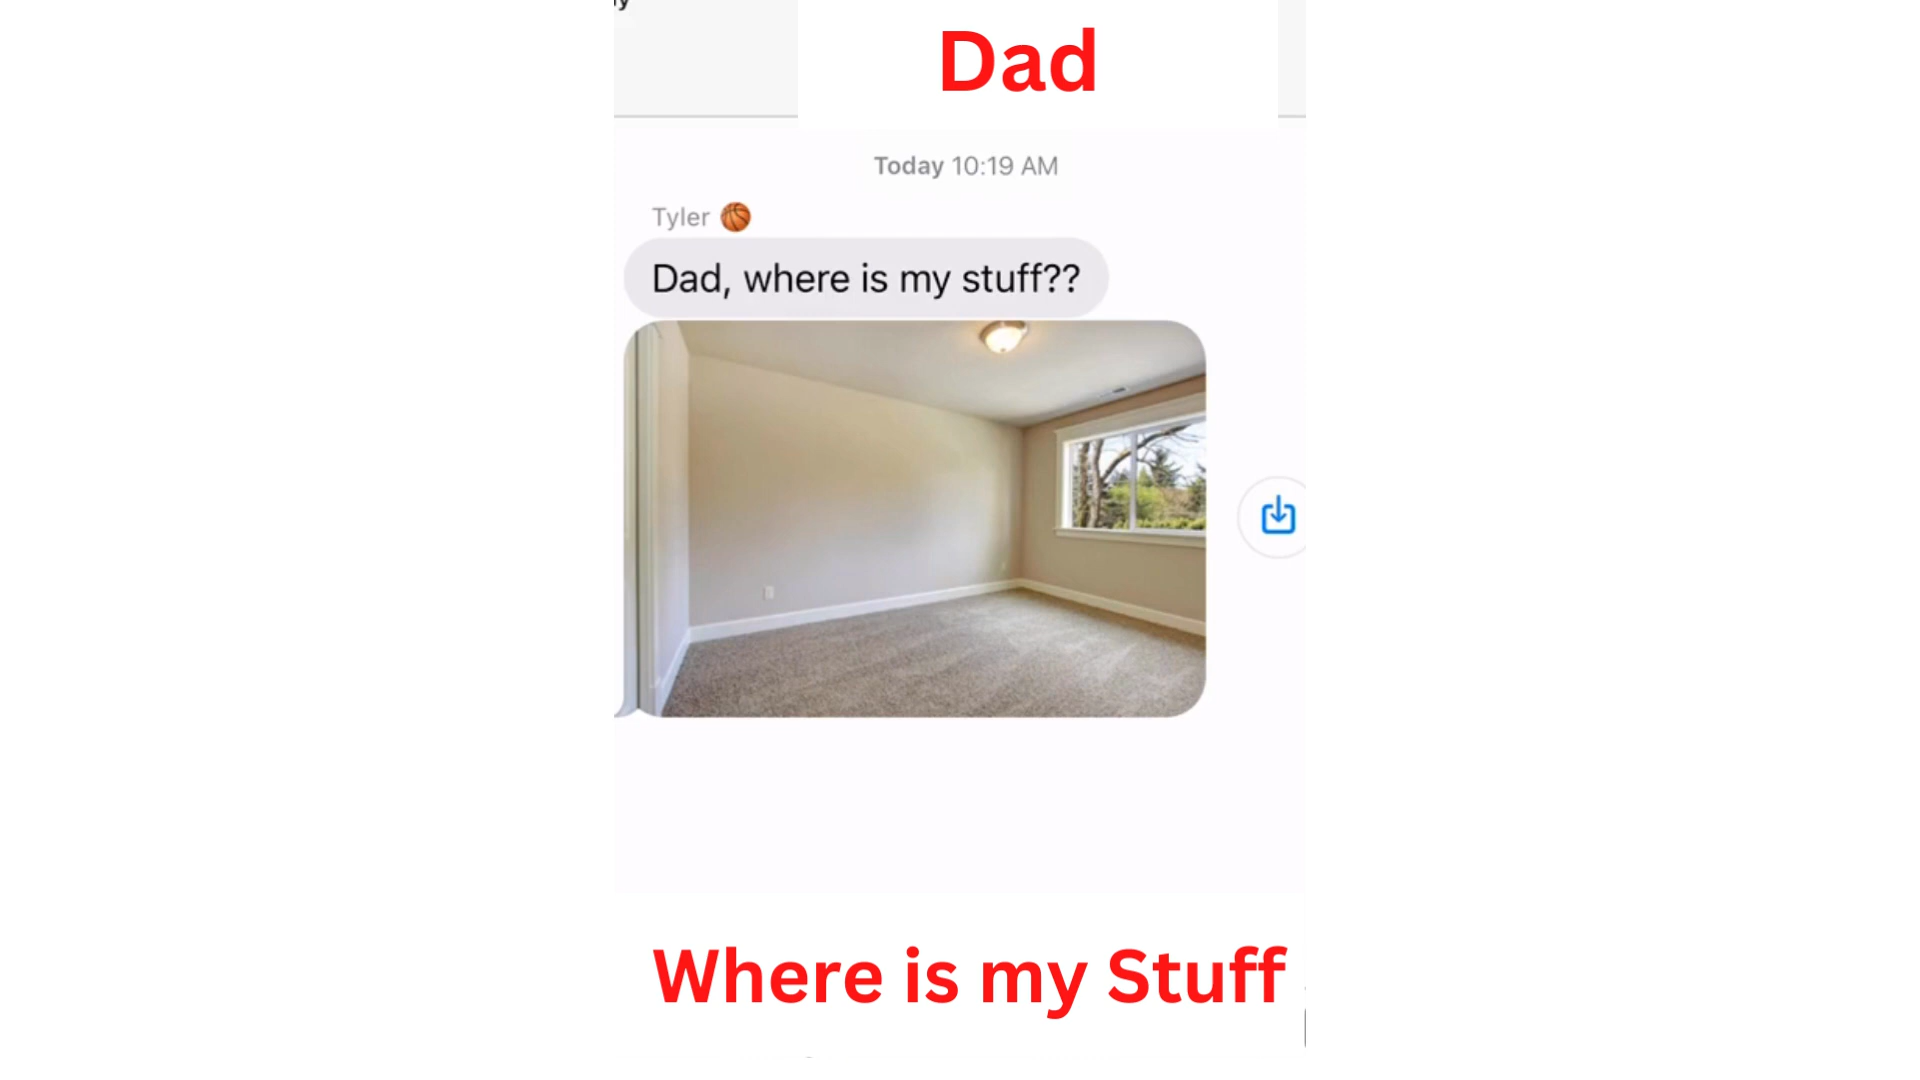 Dad
Today 10:19 AM
Tyler 🏀
Dad, where is my stuff??
Where is my Stuff